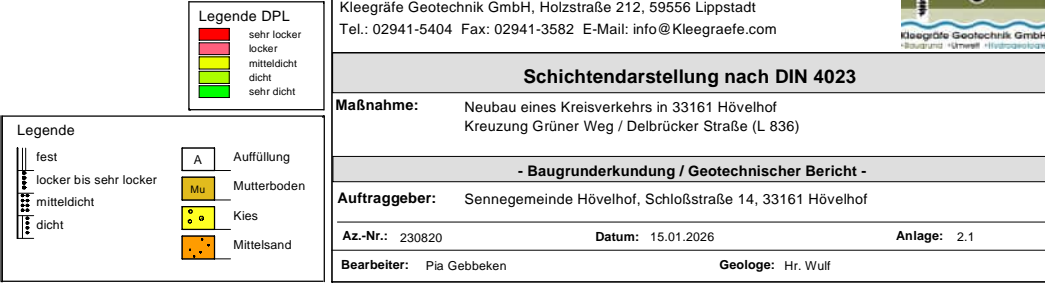 Legende DPL
sehr locker
locker
mitteldicht
dicht
sehr dicht
Kleegräfe Geotechnik GmbH, Holzstraße 212, 59556 Lippstadt
Tel.: 02941-5404 Fax: 02941-3582 E-Mail: info@Kleegraefe.com
Kleegräfe Geotechnik GmbH
•Baugrund •Umwelt •Hydrogeologie
Schichtendarstellung nach DIN 4023
Maßnahme: Neubau eines Kreisverkehrs in 33161 Hövelhof
Kreuzung Grüner Weg / Delbrücker Straße (L 836)
- Baugrunderkundung / Geotechnischer Bericht -
Auftraggeber: Sennegemeinde Hövelhof, Schloßstraße 14, 33161 Hövelhof
Az.-Nr.: 230820 Datum: 15.01.2026 Anlage: 2.1
Bearbeiter: Pia Gebbeken Geologe: Hr. Wulf
Legende
fest
locker bis sehr locker
mitteldicht
dicht
A Auffüllung
Mu Mutterboden
Kies
Mittelsand